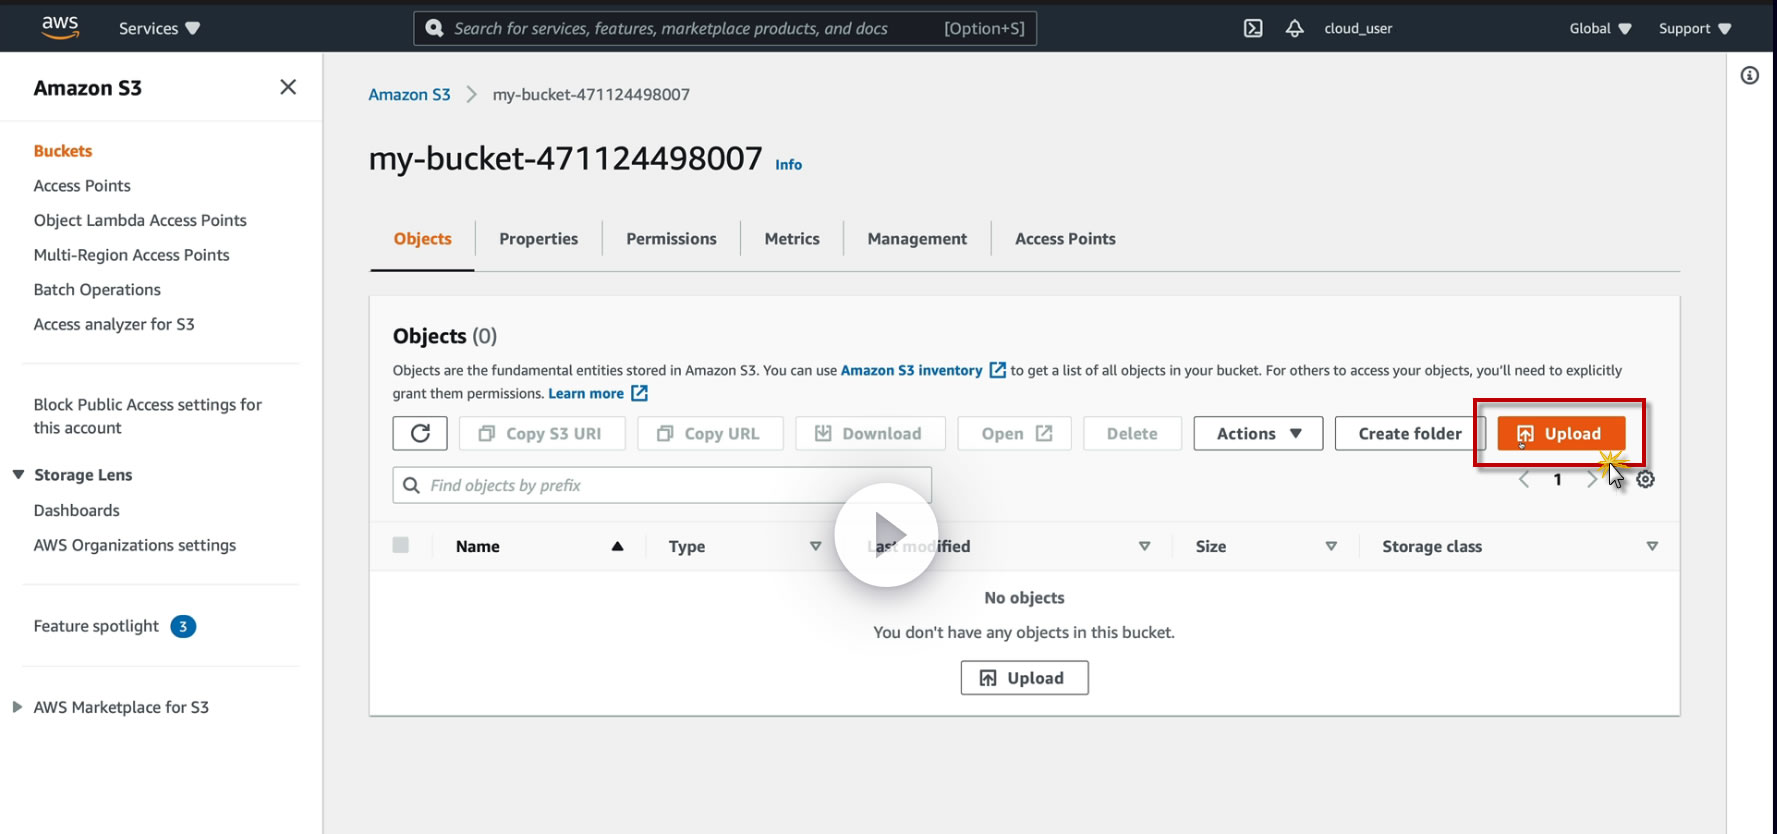 aws Services Search for services, features, marketplace products, and docs [Option+S] cloud_user Global Support
Amazon S3
Buckets
Access Points
Object Lambda Access Points
Multi-Region Access Points
Batch Operations
Access analyzer for S3
Block Public Access settings for
this account
Storage Lens
Dashboards
AWS Organizations settings
Feature spotlight 3
AWS Marketplace for S3
Amazon S3 my-bucket-471124498007
my-bucket-471124498007 Info
Objects Properties Permissions Metrics Management Access Points
Objects (0)
Objects are the fundamental entities stored in Amazon S3. You can use Amazon S3 inventory to get a list of all objects in your bucket. For others to access your objects, you'll need to explicitly
grant them permissions. Learn more
Copy S3 URI Copy URL Download Open Delete Actions Create folder Upload
Find objects by prefix 1
Name Type Last modified Size Storage class
No objects
You don't have any objects in this bucket.
Upload